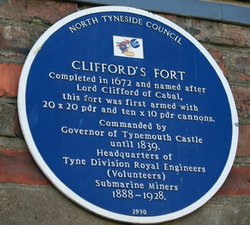 NORTH TYNESIDE COUNCIL
CLIFFORD'S FORT
Completed in 1672 and named after
Lord Clifford of Cabal,
this fort was first armed with
20 x 20 pdr and ten x 10 pdr cannons.
Commanded by
Governor of Tynemouth Castle
until 1839.
Headquarters of
Tyne Division Royal Engineers
(Volunteers)
Submarine Miners
1888-1928.
1990